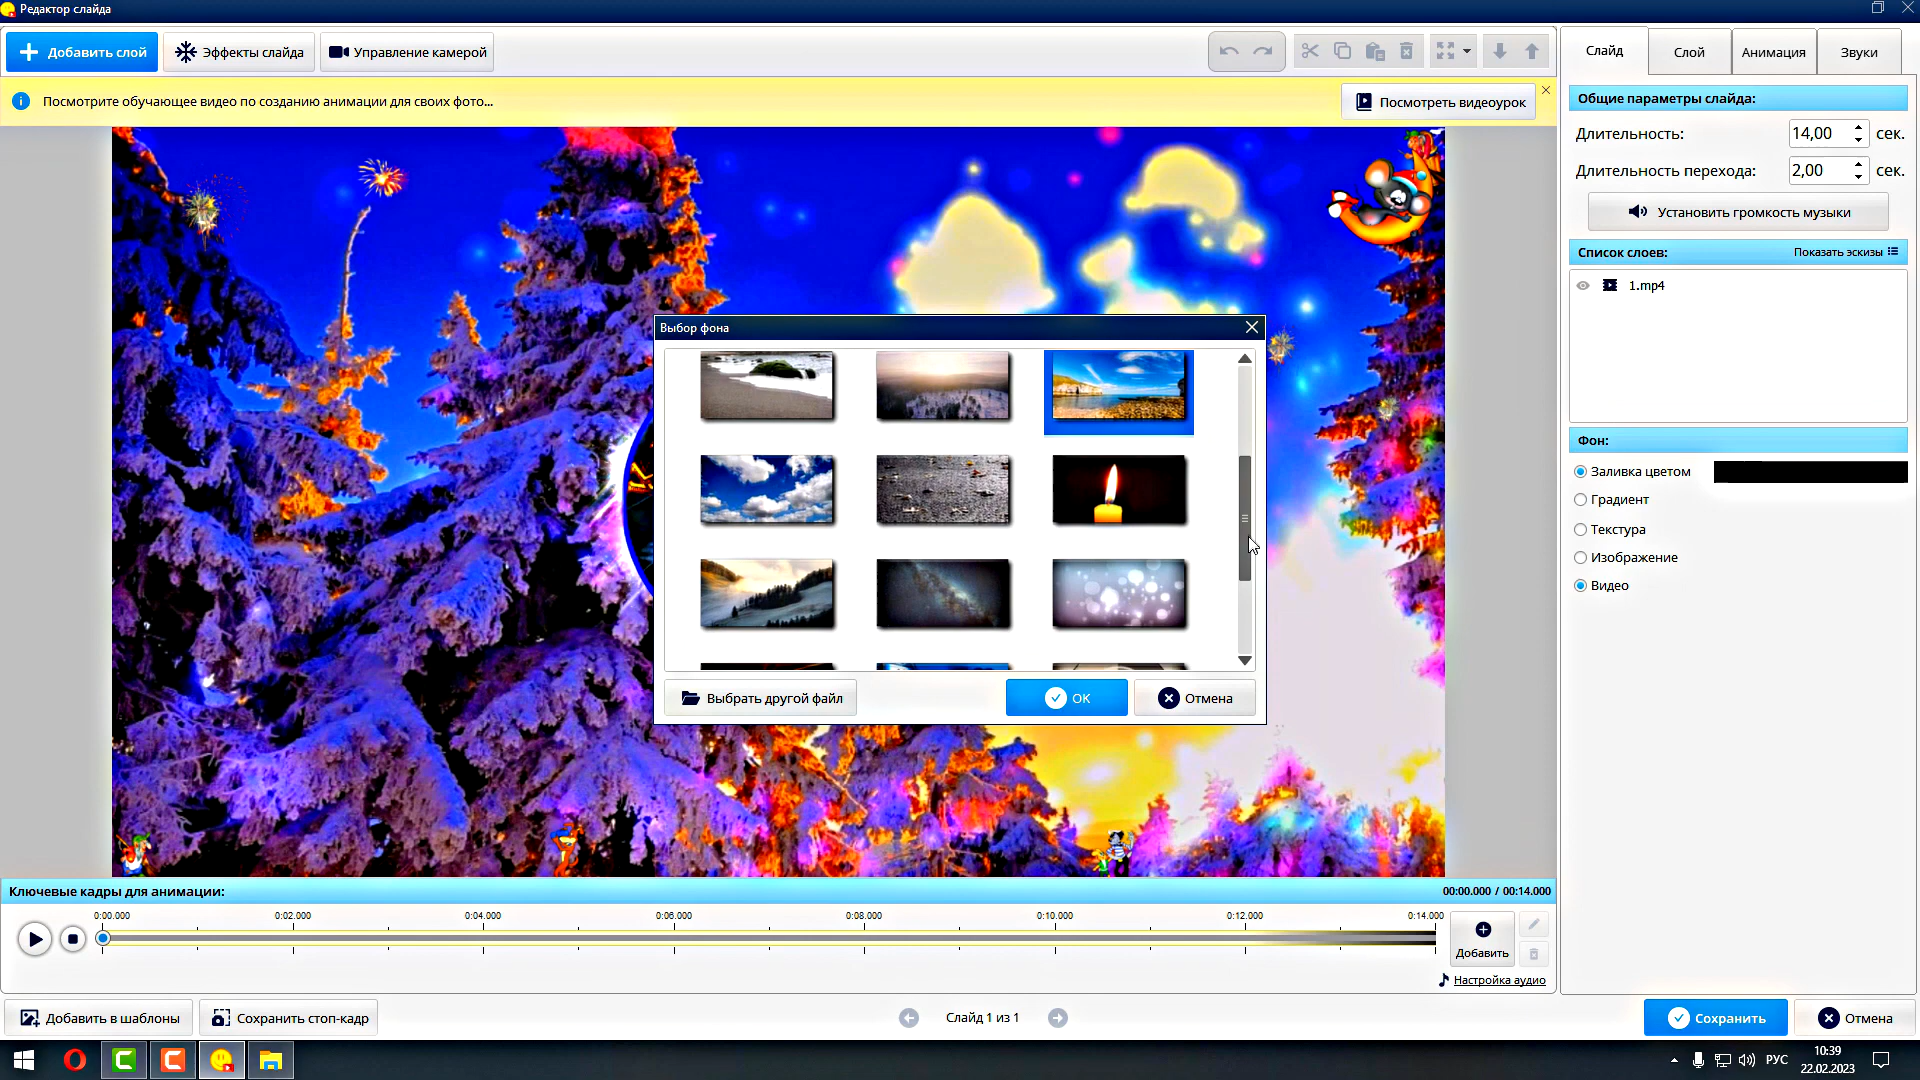 Редактор слайда
Добавить слой
Эффекты слайда
Управление камерой
Посмотрите обучающее видео по созданию анимации для своих фото...
Посмотреть видеоурок
Слайд
Слой
Анимация
Звуки
Общие параметры слайда:
Длительность: 14,00 сек.
Длительность перехода: 2,00 сек.
Установить громкость музыки
Список слоев: Показать эскизы
1.mp4
Фон:
Заливка цветом
Градиент
Текстура
Изображение
Видео
Выбор фона
Выбрать другой файл
OK
Отмена
Ключевые кадры для анимации: 00:00.000 / 00:14.000
0:00.000 0:02.000 0:04.000 0:06.000 0:08.000 0:10.000 0:12.000 0:14.000
Добавить
Настройка аудио
Добавить в шаблоны
Сохранить стоп-кадр
Слайд 1 из 1
Сохранить
Отмена
РУС
10:39
22.02.2023